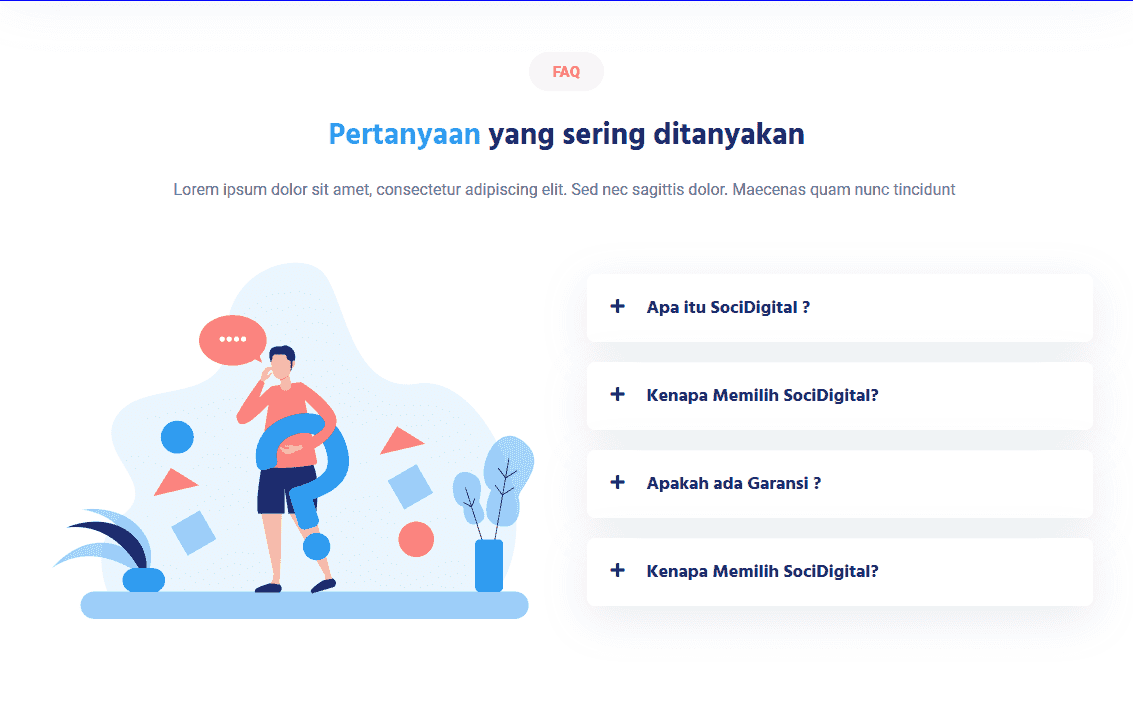 FAQ
Pertanyaan yang sering ditanyakan
Lorem ipsum dolor sit amet, consectetur adipiscing elit. Sed nec sagittis dolor. Maecenas quam nunc tincidunt
Apa itu SociDigital ?
Kenapa Memilih SociDigital?
Apakah ada Garansi ?
Kenapa Memilih SociDigital?